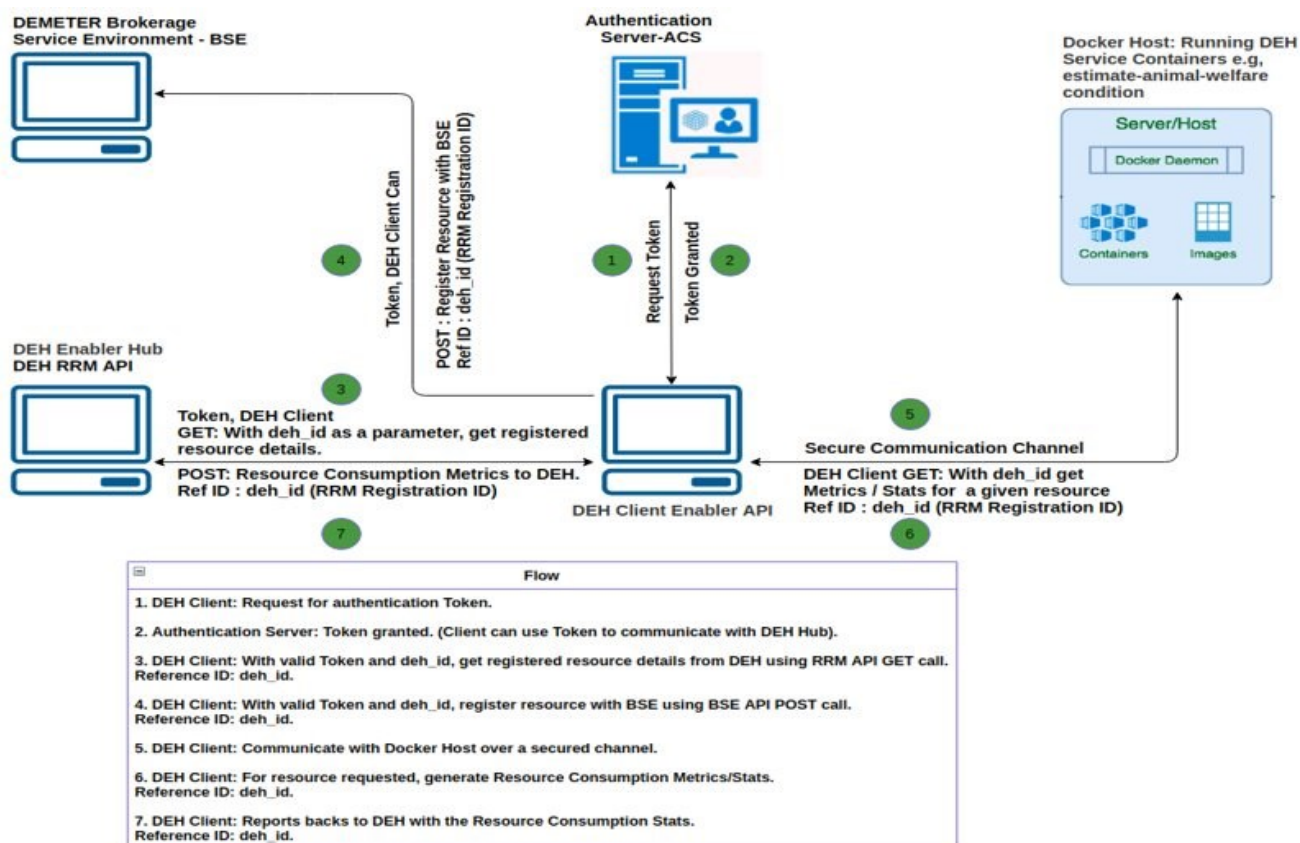 DEMETER Brokerage
Service Environment - BSE
Authentication
Server-ACS
Docker Host: Running DEH
Service Containers e.g,
estimate-animal-welfare
condition
Server/Host
Docker Daemon
Containers
Images
Token, DEH Client Can
POST : Register Resource with BSE
Ref ID : deh_id (RRM Registration ID)
4
1
Request Token
Token Granted
2
DEH Enabler Hub
DEH RRM API
3
Token, DEH Client
GET: With deh_id as a parameter, get registered
resource details.
POST: Resource Consumption Metrics to DEH.
Ref ID : deh_id (RRM Registration ID)
7
DEH Client Enabler API
5
Secure Communication Channel
DEH Client GET: With deh_id get
Metrics / Stats for a given resource
Ref ID : deh_id (RRM Registration ID)
6
Flow
1. DEH Client: Request for authentication Token.
2. Authentication Server: Token granted. (Client can use Token to communicate with DEH Hub).
3. DEH Client: With valid Token and deh_id, get registered resource details from DEH using RRM API GET call.
Reference ID: deh_id.
4. DEH Client: With valid Token and deh_id, register resource with BSE using BSE API POST call.
Reference ID: deh_id.
5. DEH Client: Communicate with Docker Host over a secured channel.
6. DEH Client: For resource requested, generate Resource Consumption Metrics/Stats.
Reference ID: deh_id.
7. DEH Client: Reports backs to DEH with the Resource Consumption Stats.
Reference ID: deh_id.